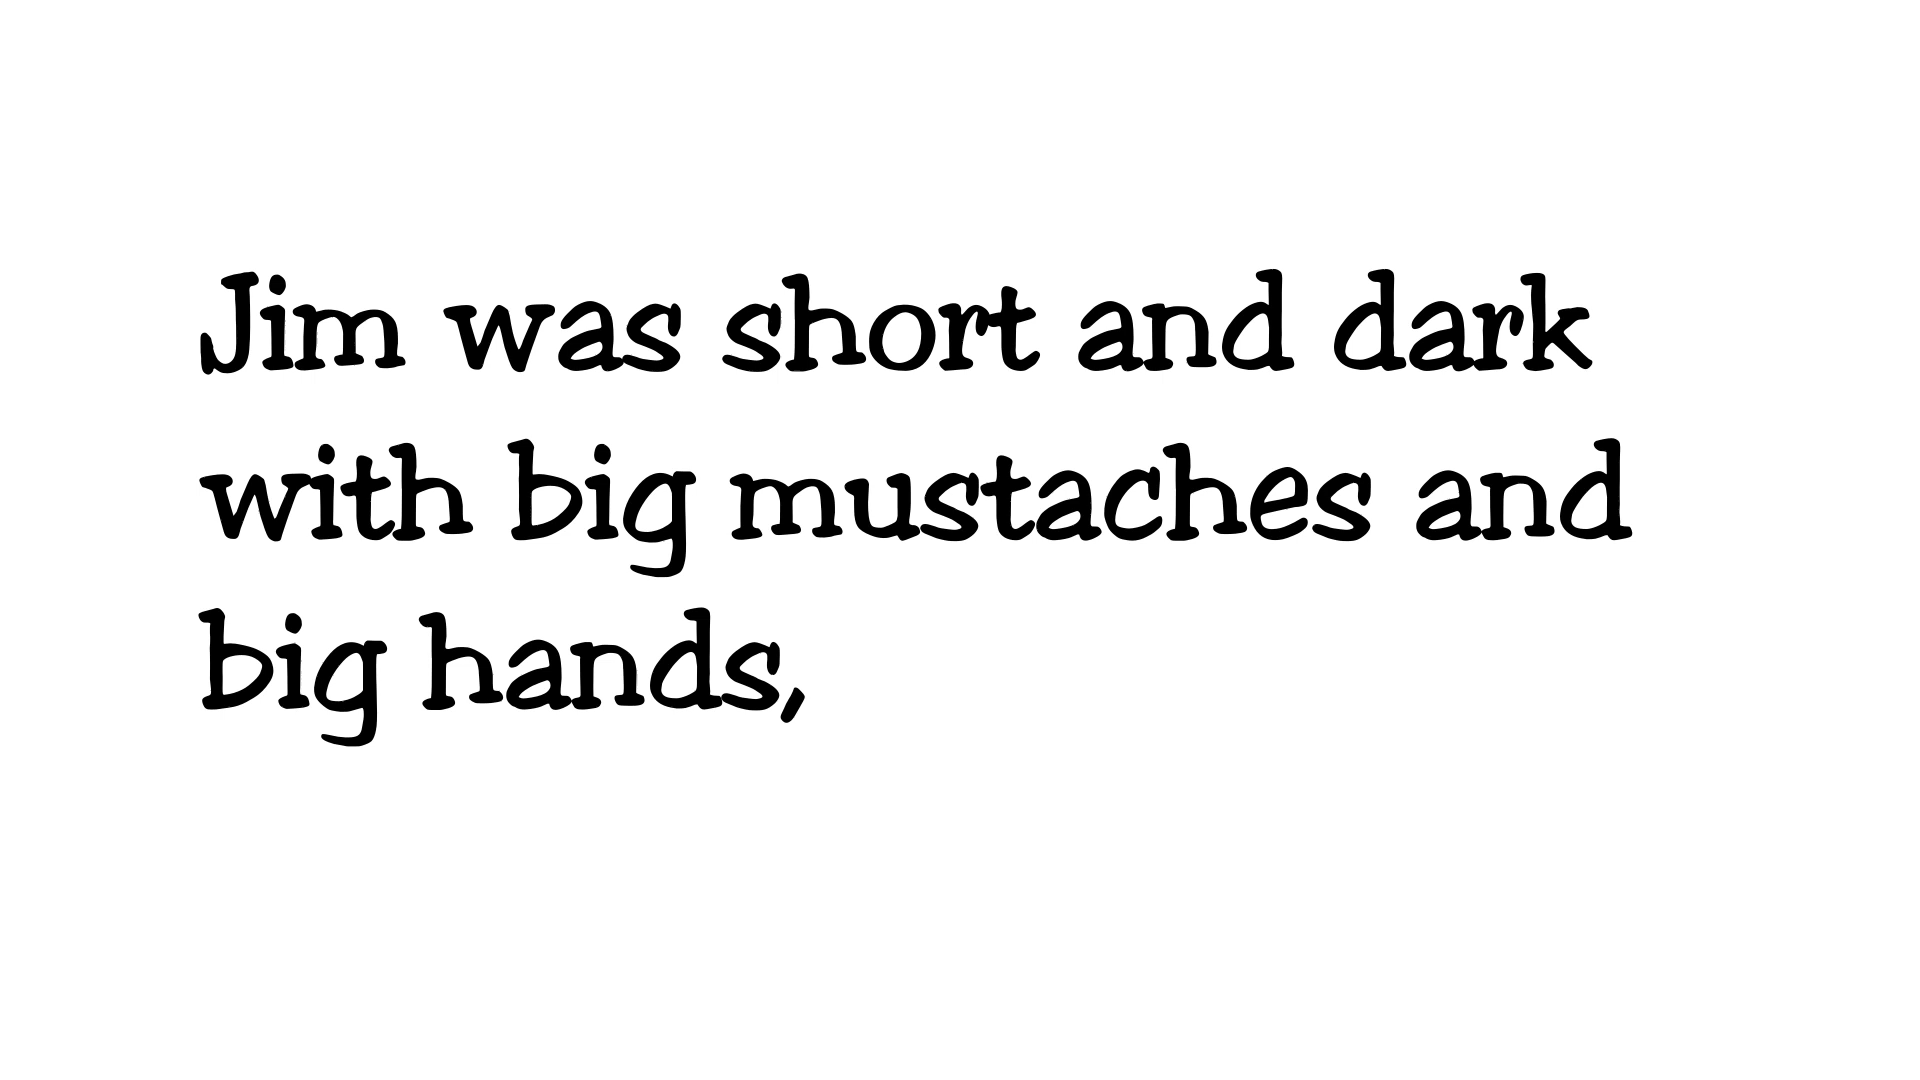 Jim was short and dark
with big mustaches and
big hands,